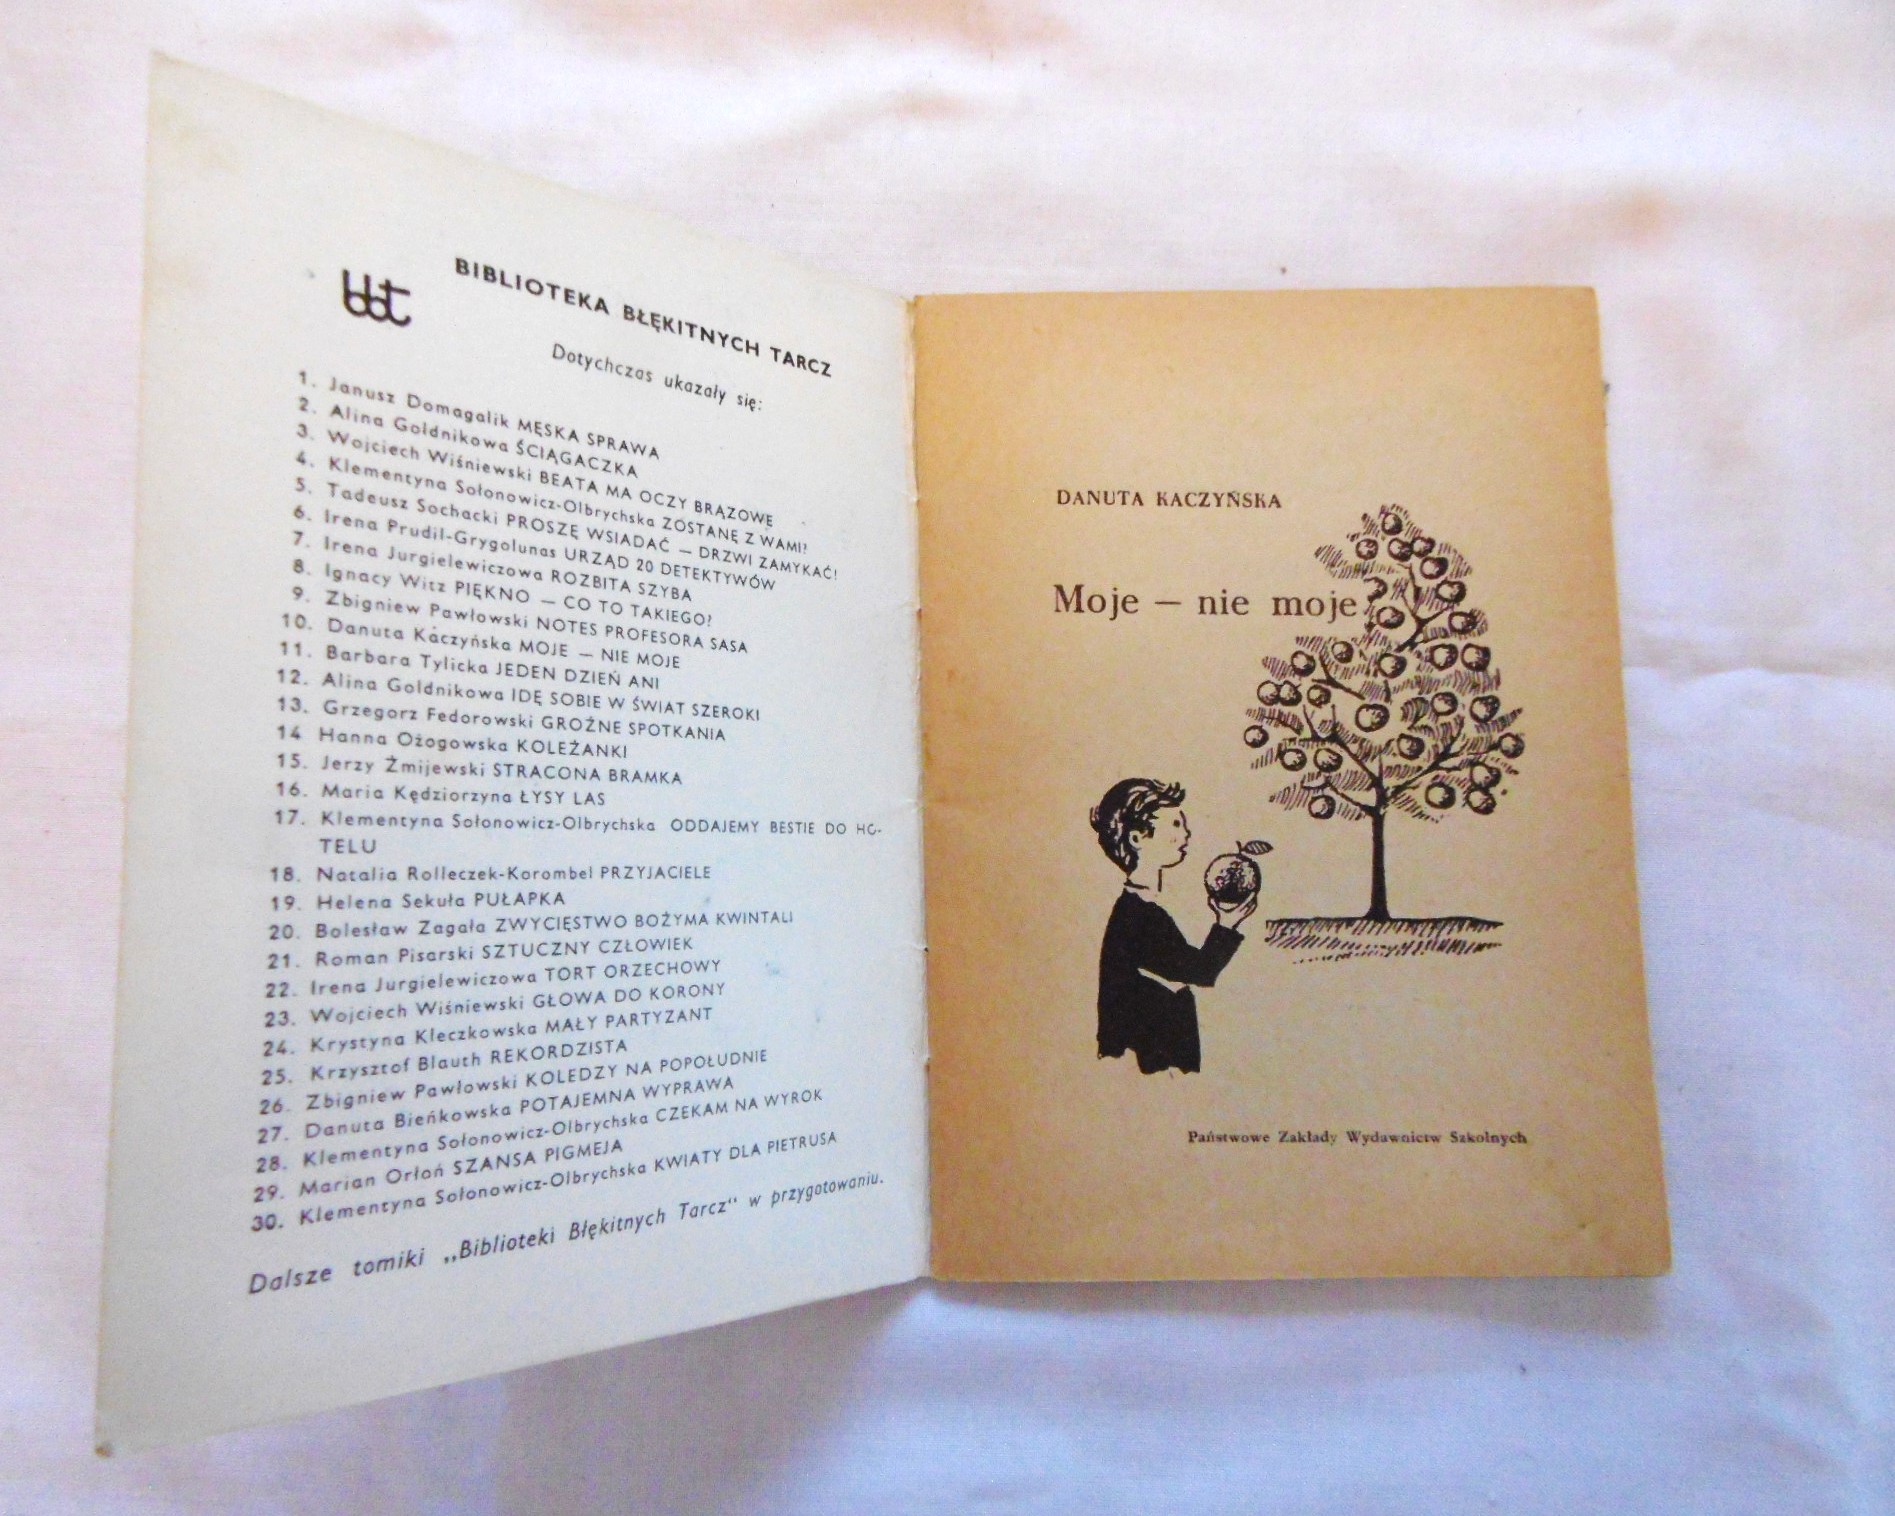 bbt
BIBLIOTEKA BŁĘKITNYCH TARCZ
Dotychczas ukazały się:
1. Janusz Domagalik MĘSKA SPRAWA
2. Alina Goldnikowa ŚCIĄGACZKA
3. Wojciech Wiśniewski BEATA MA OCZY BRĄZOWE
4. Klementyna Sołonowicz-Olbrychska ZOSTANĘ Z WAMI!
5. Tadeusz Sochacki PROSZĘ WSIADAĆ — DRZWI ZAMYKAĆ!
6. Irena Prudil-Grygolunas URZĄD 20 DETEKTYWÓW
7. Irena Jurgielewiczowa ROZBITA SZYBA
8. Ignacy Witz PIĘKNO — CO TO TAKIEGO?
9. Zbigniew Pawłowski NOTES PROFESORA SASA
10. Danuta Kaczyńska MOJE — NIE MOJE
11. Barbara Tylicka JEDEN DZIEŃ ANI
12. Alina Goldnikowa IDĘ SOBIE W ŚWIAT SZEROKI
13. Grzegorz Fedorowski GROŹNE SPOTKANIA
14 Hanna Ożogowska KOLEŻANKI
15. Jerzy Żmijewski STRACONA BRAMKA
16. Maria Kędziorzyna ŁYSY LAS
17. Klementyna Sołonowicz-Olbrychska ODDAJEMY BESTIE DO HO-
TELU
18. Natalia Rolleczek-Korombel PRZYJACIELE
19. Helena Sekuła PUŁAPKA
20. Bolesław Zagała ZWYCIĘSTWO BOŻYMA KWINTALI
21. Roman Pisarski SZTUCZNY CZŁOWIEK
22. Irena Jurgielewiczowa TORT ORZECHOWY
23. Wojciech Wiśniewski GŁOWA DO KORONY
24. Krystyna Kleczkowska MAŁY PARTYZANT
25. Krzysztof Blauth REKORDZISTA
26. Zbigniew Pawłowski KOLEDZY NA POPOŁUDNIE
27. Danuta Bieńkowska POTAJEMNA WYPRAWA
28. Klementyna Sołonowicz-Olbrychska CZEKAM NA WYROK
29. Marian Orłoń SZANSA PIGMEJA
30. Klementyna Sołonowicz-Olbrychska KWIATY DLA PIETRUSA
Dalsze tomiki „Biblioteki Błękitnych Tarcz" w przygotowaniu.
DANUTA KACZYŃSKA
Moje — nie moje?
Państwowe Zakłady Wydawnictw Szkolnych